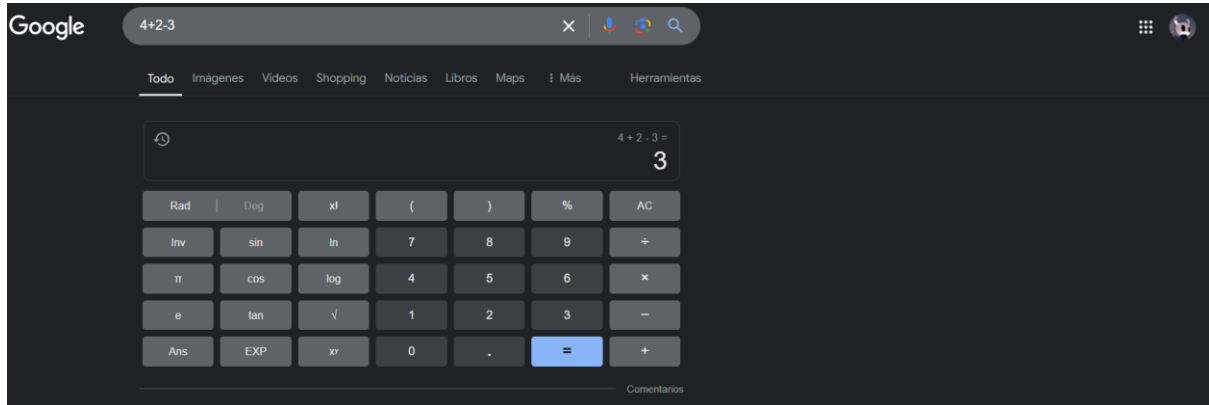 Google
4+2-3
Todo Imágenes Videos Shopping Noticias Libros Maps Más Herramientas
4 + 2 - 3 =
3
Rad | Deg x! ( ) % AC
Inv sin ln 7 8 9 ÷
π cos log 4 5 6 ×
e tan √ 1 2 3 −
Ans EXP xʸ 0 . = +
Comentarios